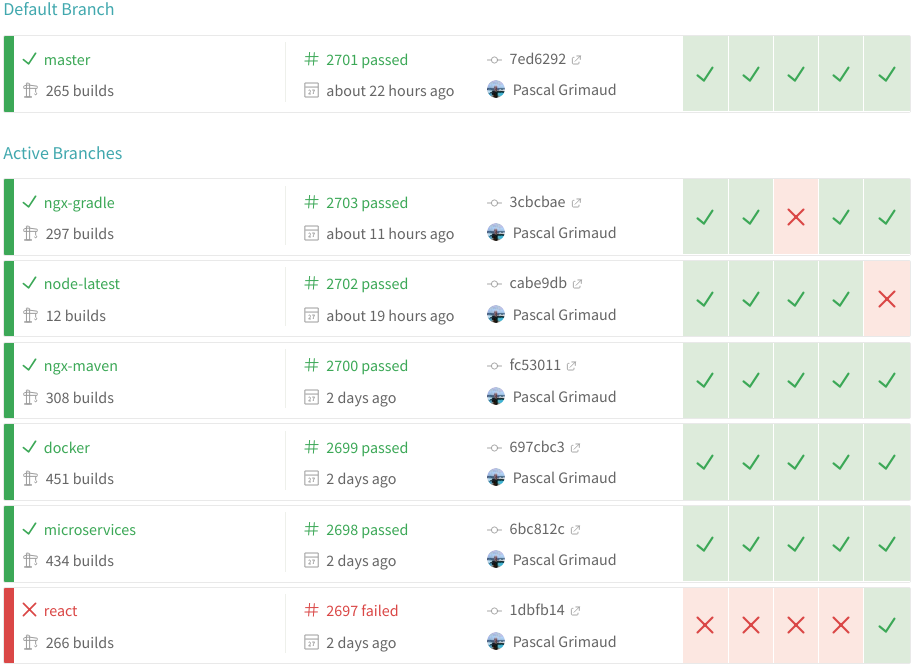 Default Branch
master # 2701 passed 7ed6292
265 builds about 22 hours ago Pascal Grimaud
Active Branches
ngx-gradle # 2703 passed 3cbcbae
297 builds about 11 hours ago Pascal Grimaud
node-latest # 2702 passed cabe9db
12 builds about 19 hours ago Pascal Grimaud
ngx-maven # 2700 passed fc53011
308 builds 2 days ago Pascal Grimaud
docker # 2699 passed 697cbc3
451 builds 2 days ago Pascal Grimaud
microservices # 2698 passed 6bc812c
434 builds 2 days ago Pascal Grimaud
react # 2697 failed 1dbfb14
266 builds 2 days ago Pascal Grimaud